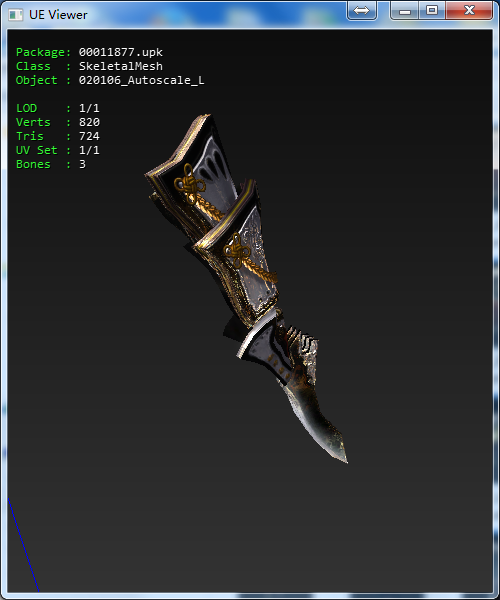 UE Viewer
Package: 00011877.upk
Class  : SkeletalMesh
Object : 020106_Autoscale_L
LOD    : 1/1
Verts  : 820
Tris   : 724
UV Set : 1/1
Bones  : 3